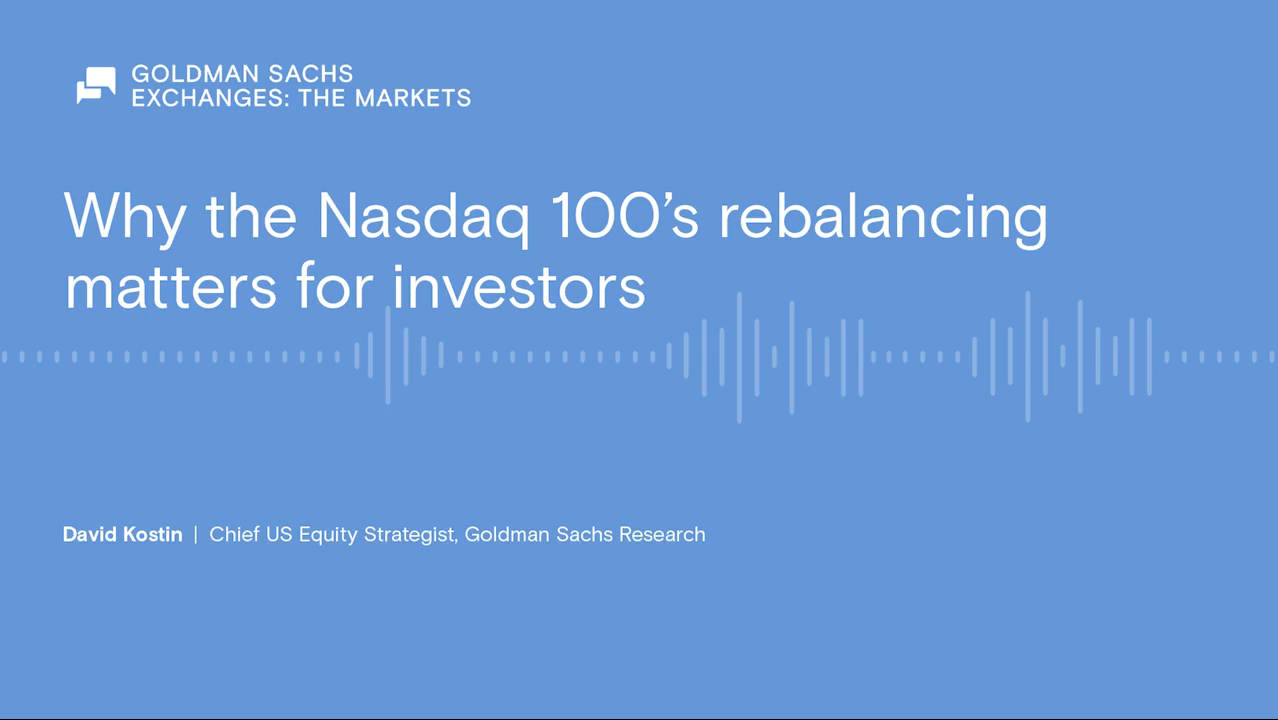 GOLDMAN SACHS
EXCHANGES: THE MARKETS
Why the Nasdaq 100’s rebalancing
matters for investors
David Kostin | Chief US Equity Strategist, Goldman Sachs Research